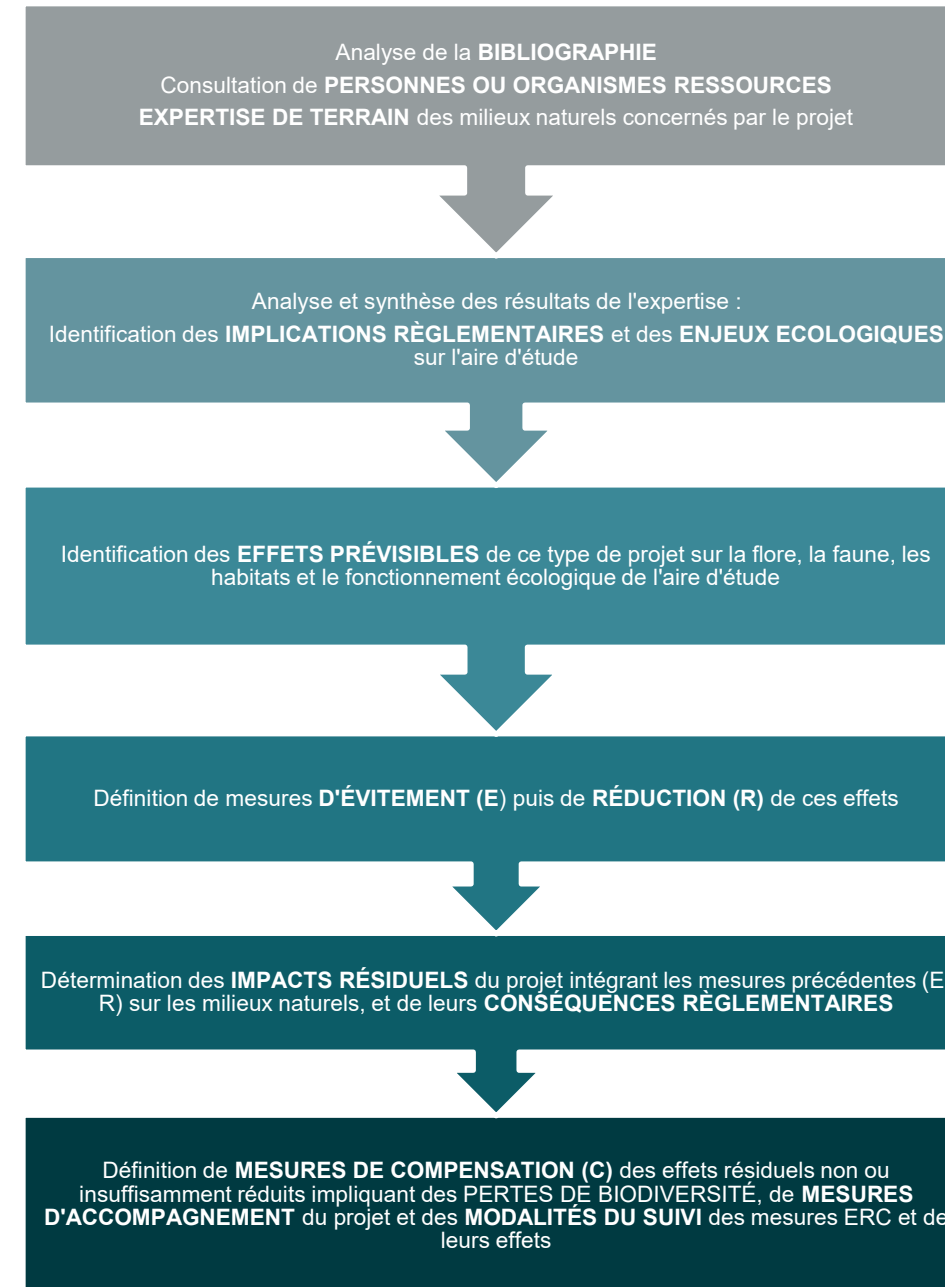 Analyse de la BIBLIOGRAPHIE
Consultation de PERSONNES OU ORGANISMES RESSOURCES
EXPERTISE DE TERRAIN des milieux naturels concernés par le projet
Analyse et synthèse des résultats de l'expertise :
Identification des IMPLICATIONS RÈGLEMENTAIRES et des ENJEUX ECOLOGIQUES
sur l'aire d'étude
Identification des EFFETS PRÉVISIBLES de ce type de projet sur la flore, la faune, les
habitats et le fonctionnement écologique de l'aire d'étude
Définition de mesures D'ÉVITEMENT (E) puis de RÉDUCTION (R) de ces effets
Détermination des IMPACTS RÉSIDUELS du projet intégrant les mesures précédentes (E
R) sur les milieux naturels, et de leurs CONSÉQUENCES RÈGLEMENTAIRES
Définition de MESURES DE COMPENSATION (C) des effets résiduels non ou
insuffisamment réduits impliquant des PERTES DE BIODIVERSITÉ, de MESURES
D'ACCOMPAGNEMENT du projet et des MODALITÉS DU SUIVI des mesures ERC et de
leurs effets